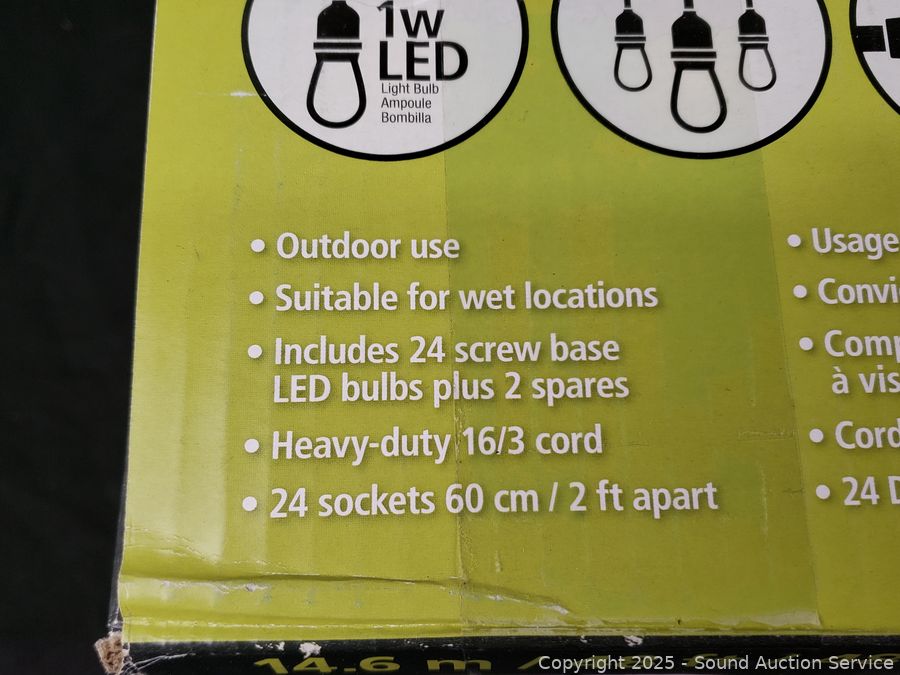 1w
LED
Light Bulb
Ampoule
Bombilla
• Outdoor use
• Suitable for wet locations
• Includes 24 screw base
LED bulbs plus 2 spares
• Heavy-duty 16/3 cord
• 24 sockets 60 cm / 2 ft apart
• Usage
• Convi
• Comp
à vis
• Cord
• 24 D
14.6 m /
Copyright 2025 - Sound Auction Service